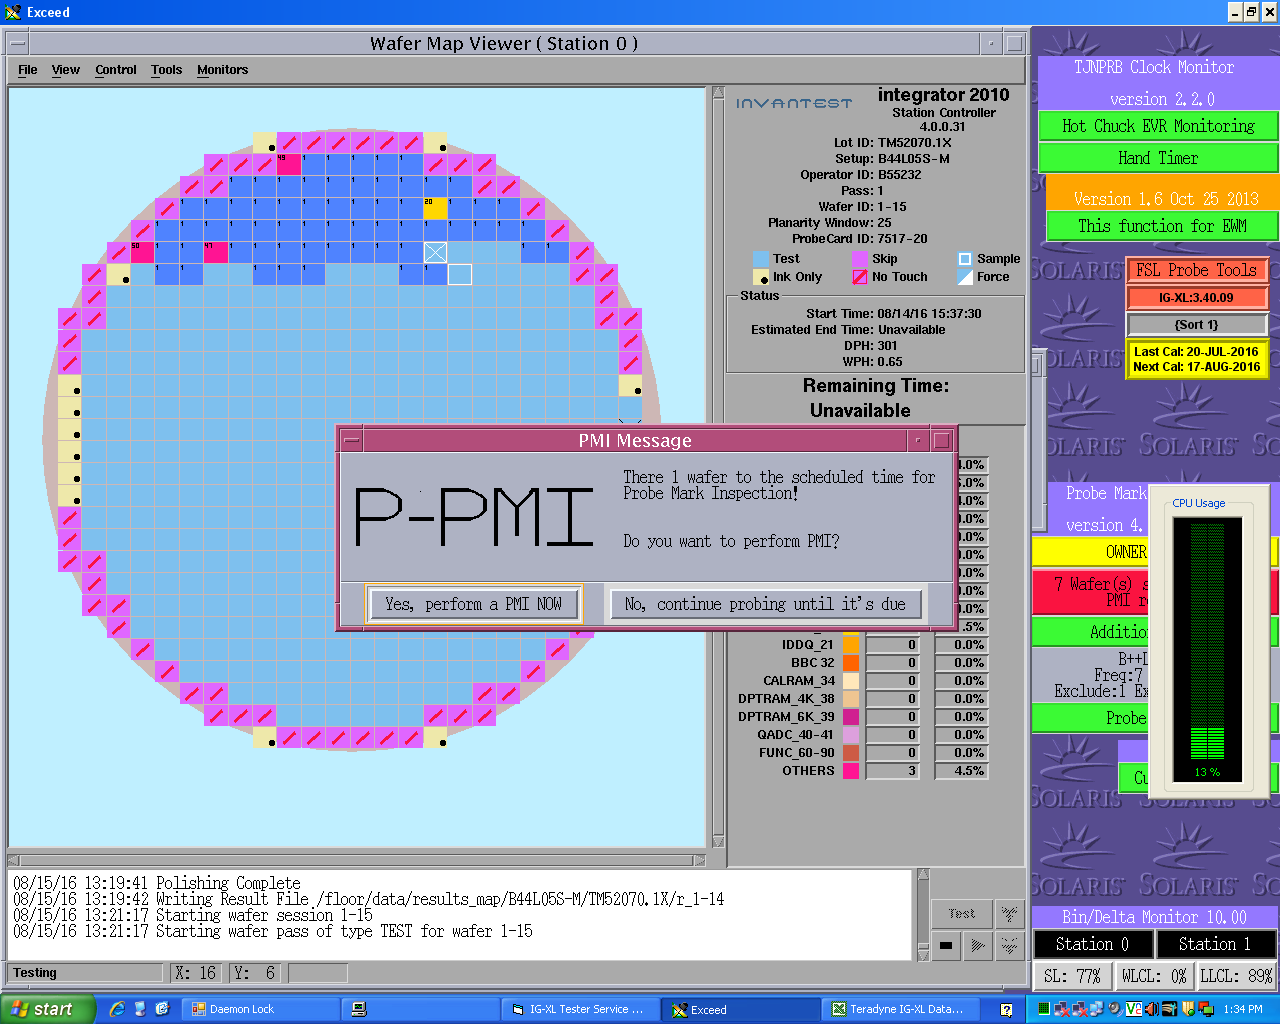 Exceed
Wafer Map Viewer ( Station 0 )
File View Control Tools Monitors
INVANTEST
integrator 2010
Station Controller
4.0.0.31
Lot ID: TM52070.1X
Setup: B44L05S-M
Operator ID: B55232
Pass: 1
Wafer ID: 1-15
Planarity Window: 25
ProbeCard ID: 7517-20
Test Skip Sample
Ink Only No Touch Force
Status
Start Time: 08/14/16 15:37:30
Estimated End Time: Unavailable
DPH: 301
WPH: 0.65
Remaining Time:
Unavailable
PMI Message
P-PMI
There 1 wafer to the scheduled time for
Probe Mark Inspection!
Do you want to perform PMI?
Yes, perform a PMI NOW
No, continue probing until it's due
IDDQ_21 0 0.0%
BBC 32 0 0.0%
CALRAM_34 0 0.0%
DPTRAM_4K_38 0 0.0%
DPTRAM_6K_39 0 0.0%
QADC_40-41 0 0.0%
FUNC_60-90 0 0.0%
OTHERS 3 4.5%
08/15/16 13:19:41 Polishing Complete
08/15/16 13:19:42 Writing Result File /floor/data/results_map/B44L05S-M/TM52070.1X/r_1-14
08/15/16 13:21:17 Starting wafer session 1-15
08/15/16 13:21:17 Starting wafer pass of type TEST for wafer 1-15
Test
Testing X: 16 Y: 6
TJNPRB Clock Monitor
version 2.2.0
Hot Chuck EVR Monitoring
Hand Timer
Version 1.6 Oct 25 2013
This function for EWM
FSL Probe Tools
IG-XL:3.40.09
{Sort 1}
Last Cal: 20-JUL-2016
Next Cal: 17-AUG-2016
SOLARIS SOLARIS
Probe Mark
version 4.
OWNER
7 Wafer(s) s
PMI r
Additio
B++L
Freq:7
Exclude:1 Ex
Probe
Cu
CPU Usage
13 %
SOLARIS
Bin/Delta Monitor 10.00
Station 0 Station 1
SL: 77% WLCL: 0% LLCL: 89%
start
Daemon Lock
IG-XL Tester Service ...
Exceed
Teradyne IG-XL Data...
1:34 PM